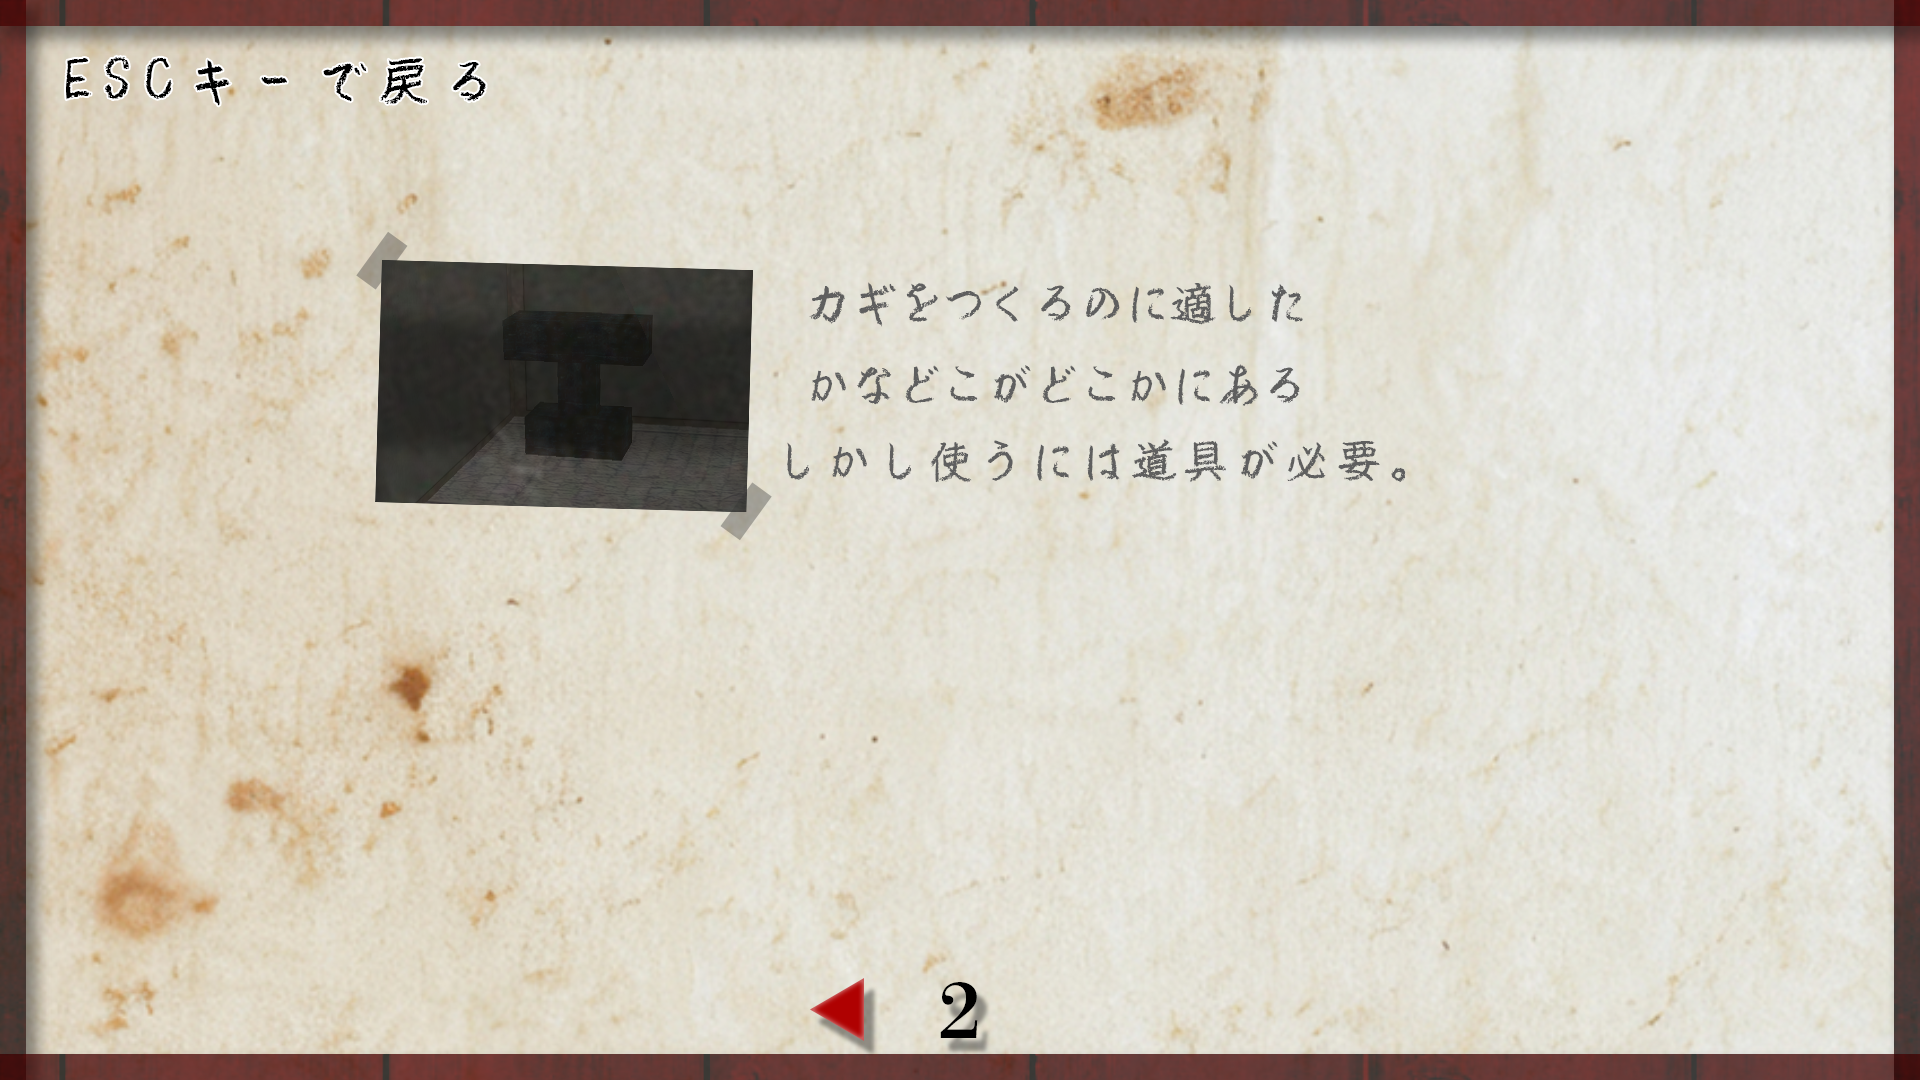 ESCキーで戻ろ
カギをつくるのに適した
かなどこがどこかにある
しかし使うには道具が必要。
2